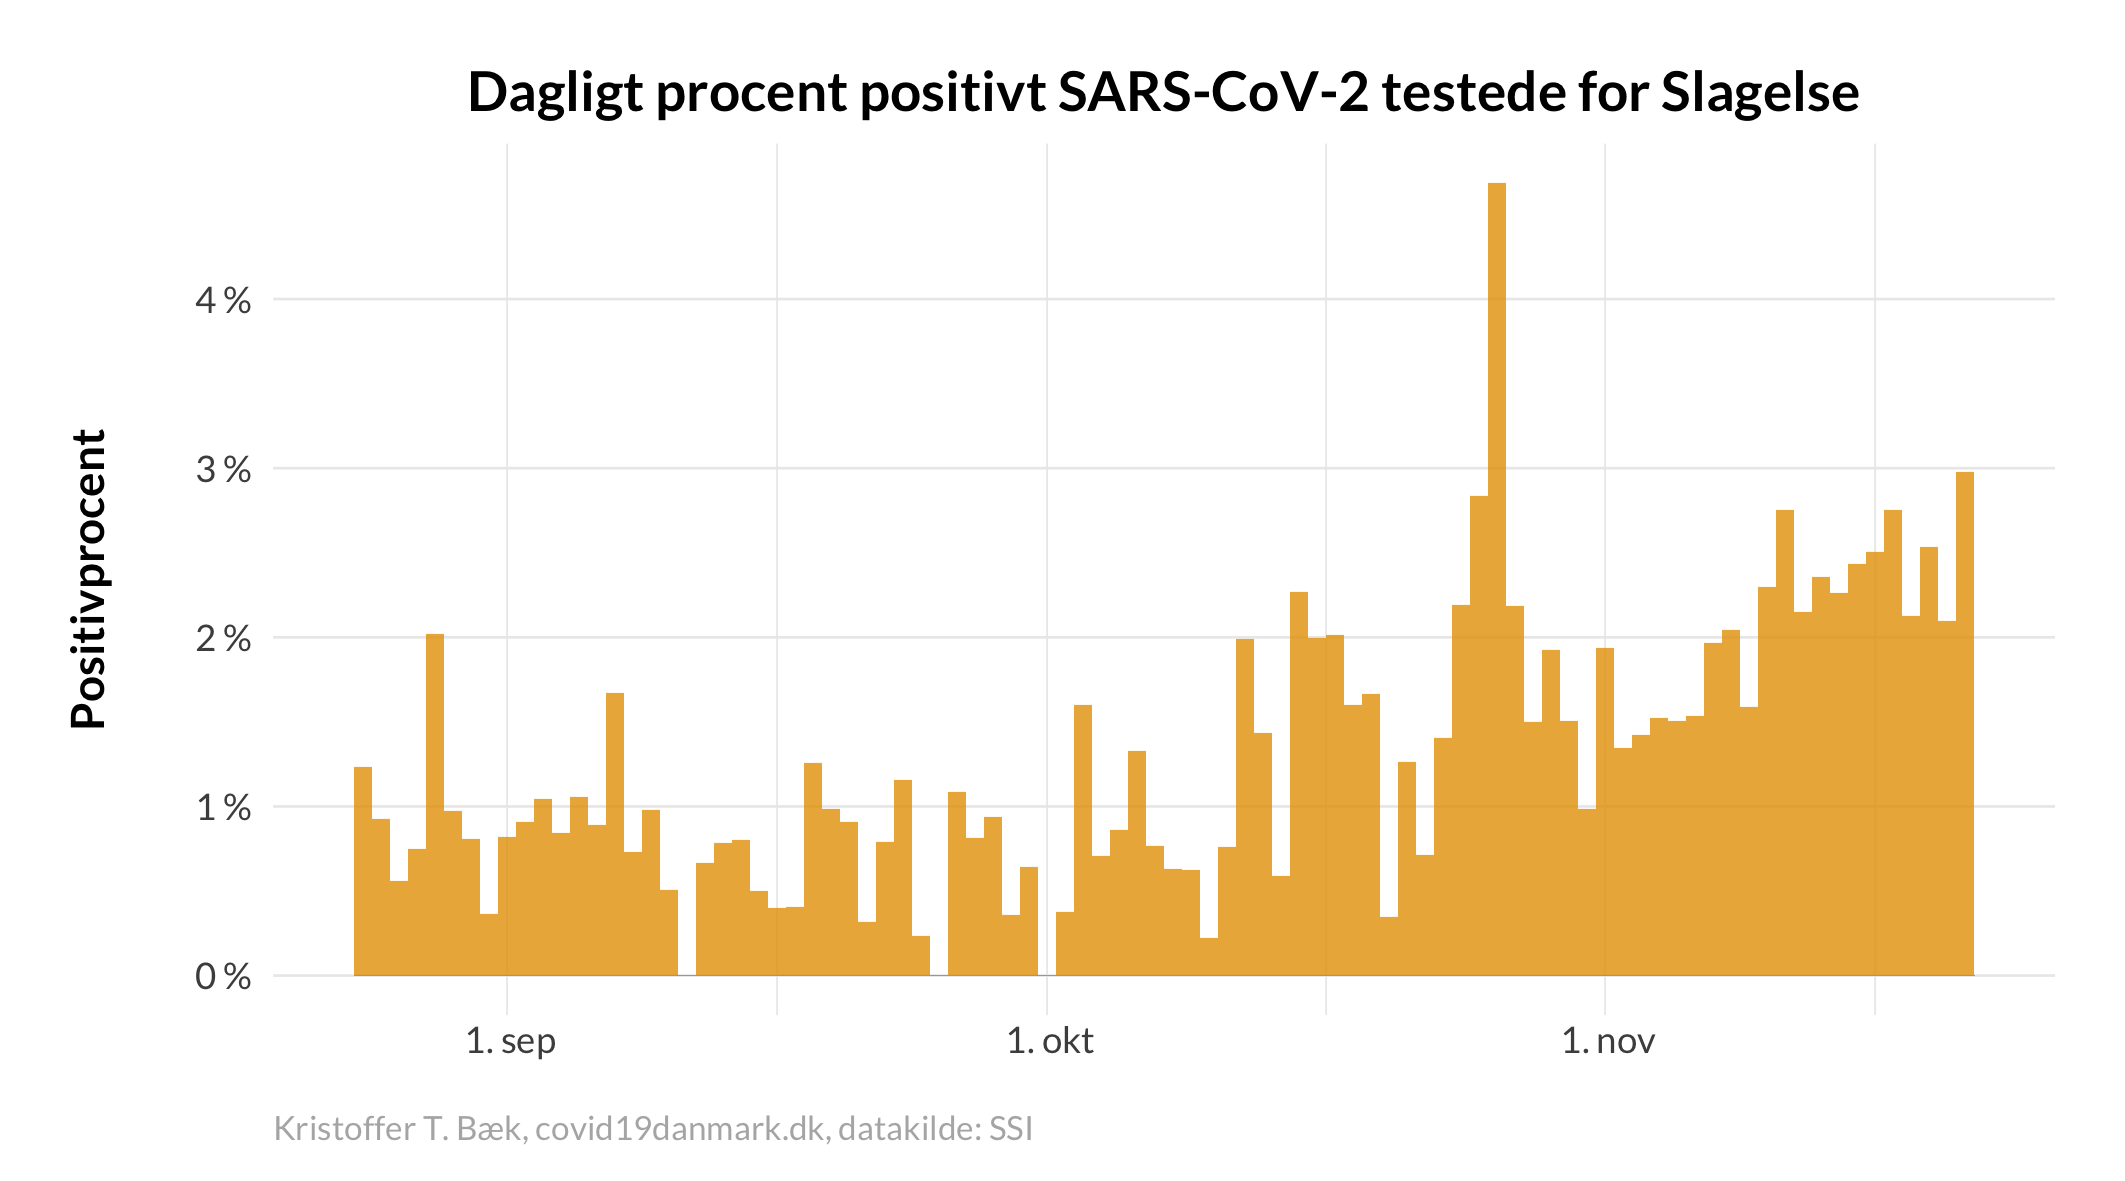 Dagligt procent positivt SARS-CoV-2 testede for Slagelse
Positivprocent
4 %
3 %
2 %
1 %
0 %
1. sep
1. okt
1. nov
Kristoffer T. Bæk, covid19danmark.dk, datakilde: SSI